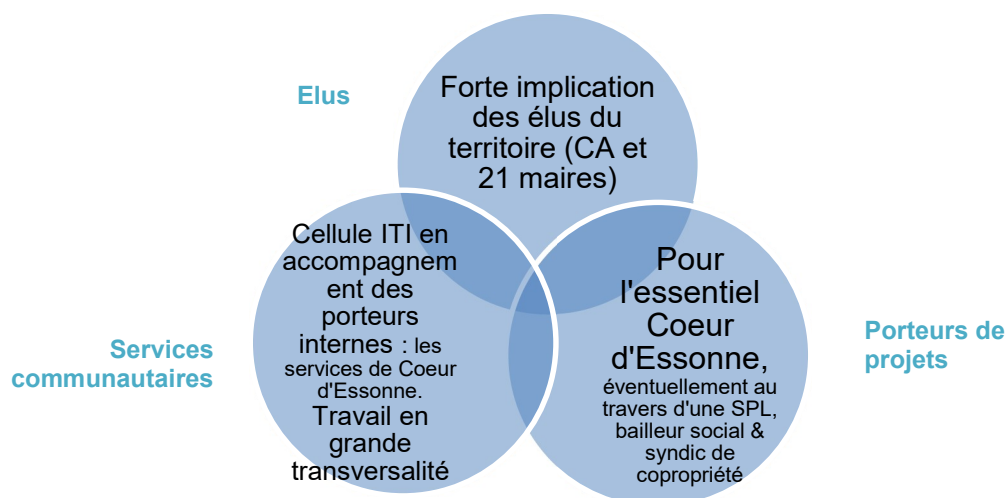 Elus
Forte implication
des élus du
territoire (CA et
21 maires)
Services
communautaires
Cellule ITI en
accompagnem
ent des
porteurs
internes : les
services de Coeur
d'Essonne.
Travail en
grande
transversalité
Pour
l'essentiel
Coeur
d'Essonne,
éventuellement au
travers d'une SPL,
bailleur social &
syndic de
copropriété
Porteurs de
projets